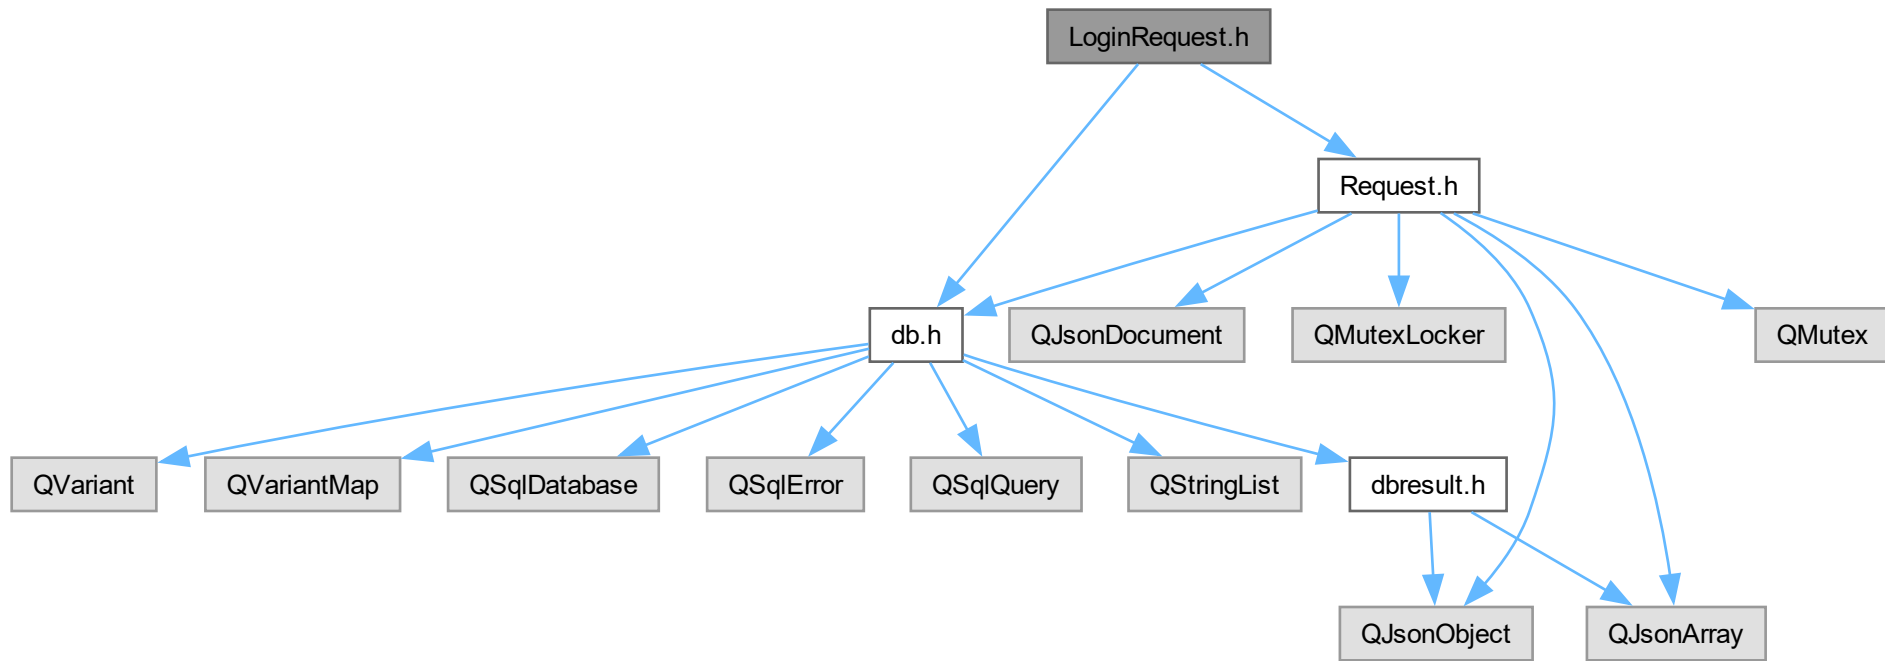 LoginRequest.h
Request.h
db.h
QJsonDocument
QMutexLocker
QMutex
QVariant
QVariantMap
QSqlDatabase
QSqlError
QSqlQuery
QStringList
dbresult.h
QJsonObject
QJsonArray